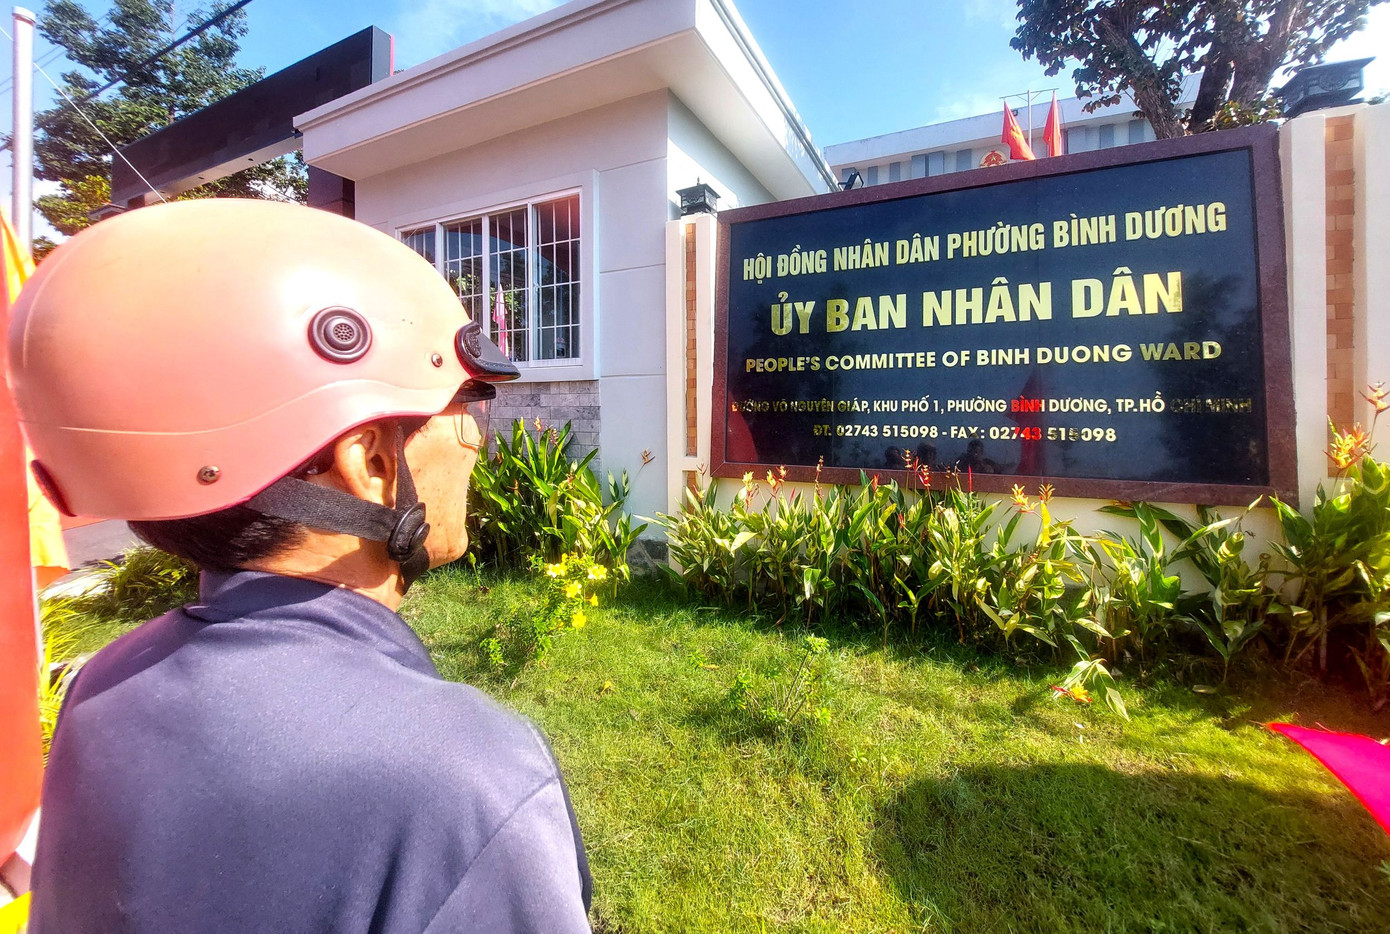 HỘI ĐỒNG NHÂN DÂN PHƯỜNG BÌNH DƯƠNG
ỦY BAN NHÂN DÂN
PEOPLE'S COMMITTEE OF BINH DUONG WARD
ĐƯỜNG VÕ NGUYÊN GIÁP, KHU PHỐ 1, PHƯỜNG BÌNH DƯƠNG, TP.HỒ CHÍ MINH
ĐT: 02743 515098 - FAX: 02743 515098